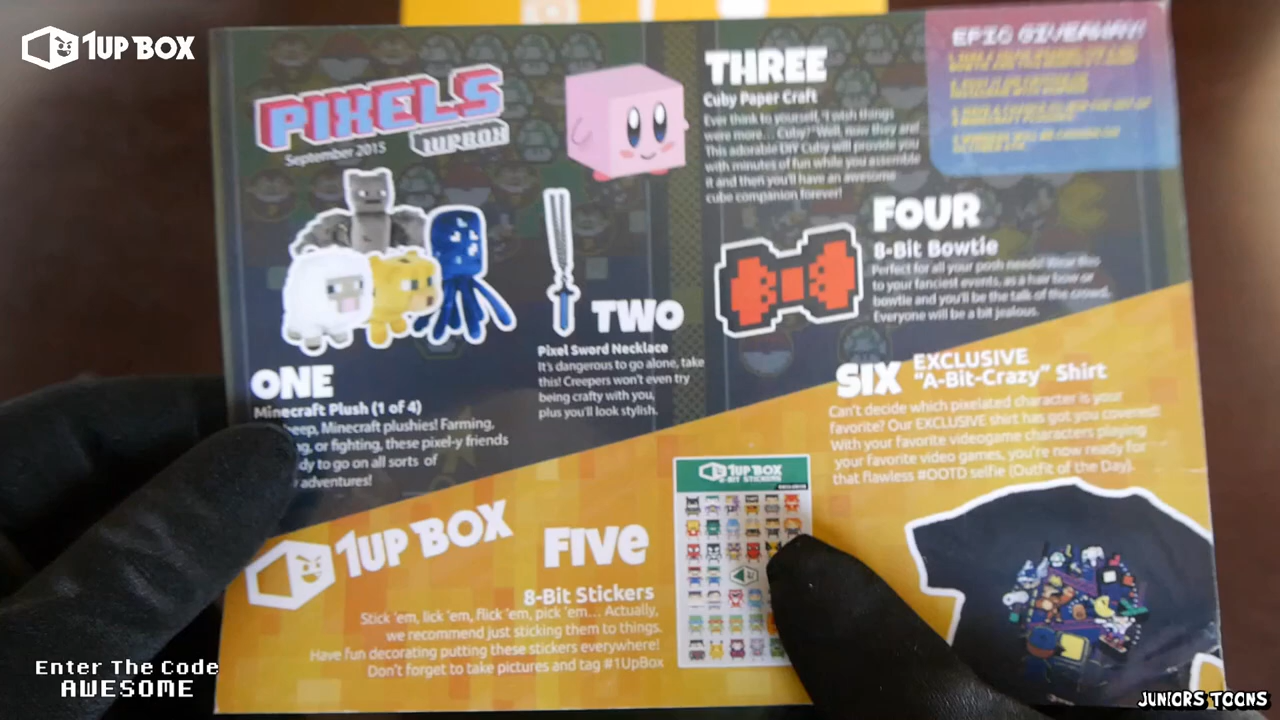 1UP BOX
PIXELS
1UPBOX
September 2015
ONE
Minecraft Plush (1 of 4)
eep, Minecraft plushies! Farming,
ng, or fighting, these pixel-y friends
dy to go on all sorts of
adventures!
TWO
Pixel Sword Necklace
It's dangerous to go alone, take
this! Creepers won't even try
being crafty with you,
plus you'll look stylish.
THREE
Cuby Paper Craft
Ever think to yourself, "I wish things
were more... Cuby?" Well, now they are!
This adorable DIY Cuby will provide you
with minutes of fun while you assemble
it and then you'll have an awesome
cube companion forever!
EPIC GIVEAWAY!
FOUR
8-Bit Bowtie
Perfect for all your posh needs! Wear this
to your fanciest events, as a hair bow or
bowtie and you'll be the talk of the crowd.
Everyone will be a bit jealous.
FIVE
8-Bit Stickers
Stick 'em, lick 'em, flick 'em, pick 'em... Actually,
we recommend just sticking them to things.
Have fun decorating putting these stickers everywhere!
Don't forget to take pictures and tag #1UpBox
1UP BOX
1UP BOX
8-BIT STICKERS
SIX
EXCLUSIVE
"A-Bit-Crazy" Shirt
Can't decide which pixelated character is your
favorite? Our EXCLUSIVE shirt has got you covered!
With your favorite videogame characters playing
your favorite video games, you're now ready for
that flawless #OOTD selfie (Outfit of the Day).
Enter The Code
AWESOME
JUNIORS TOONS